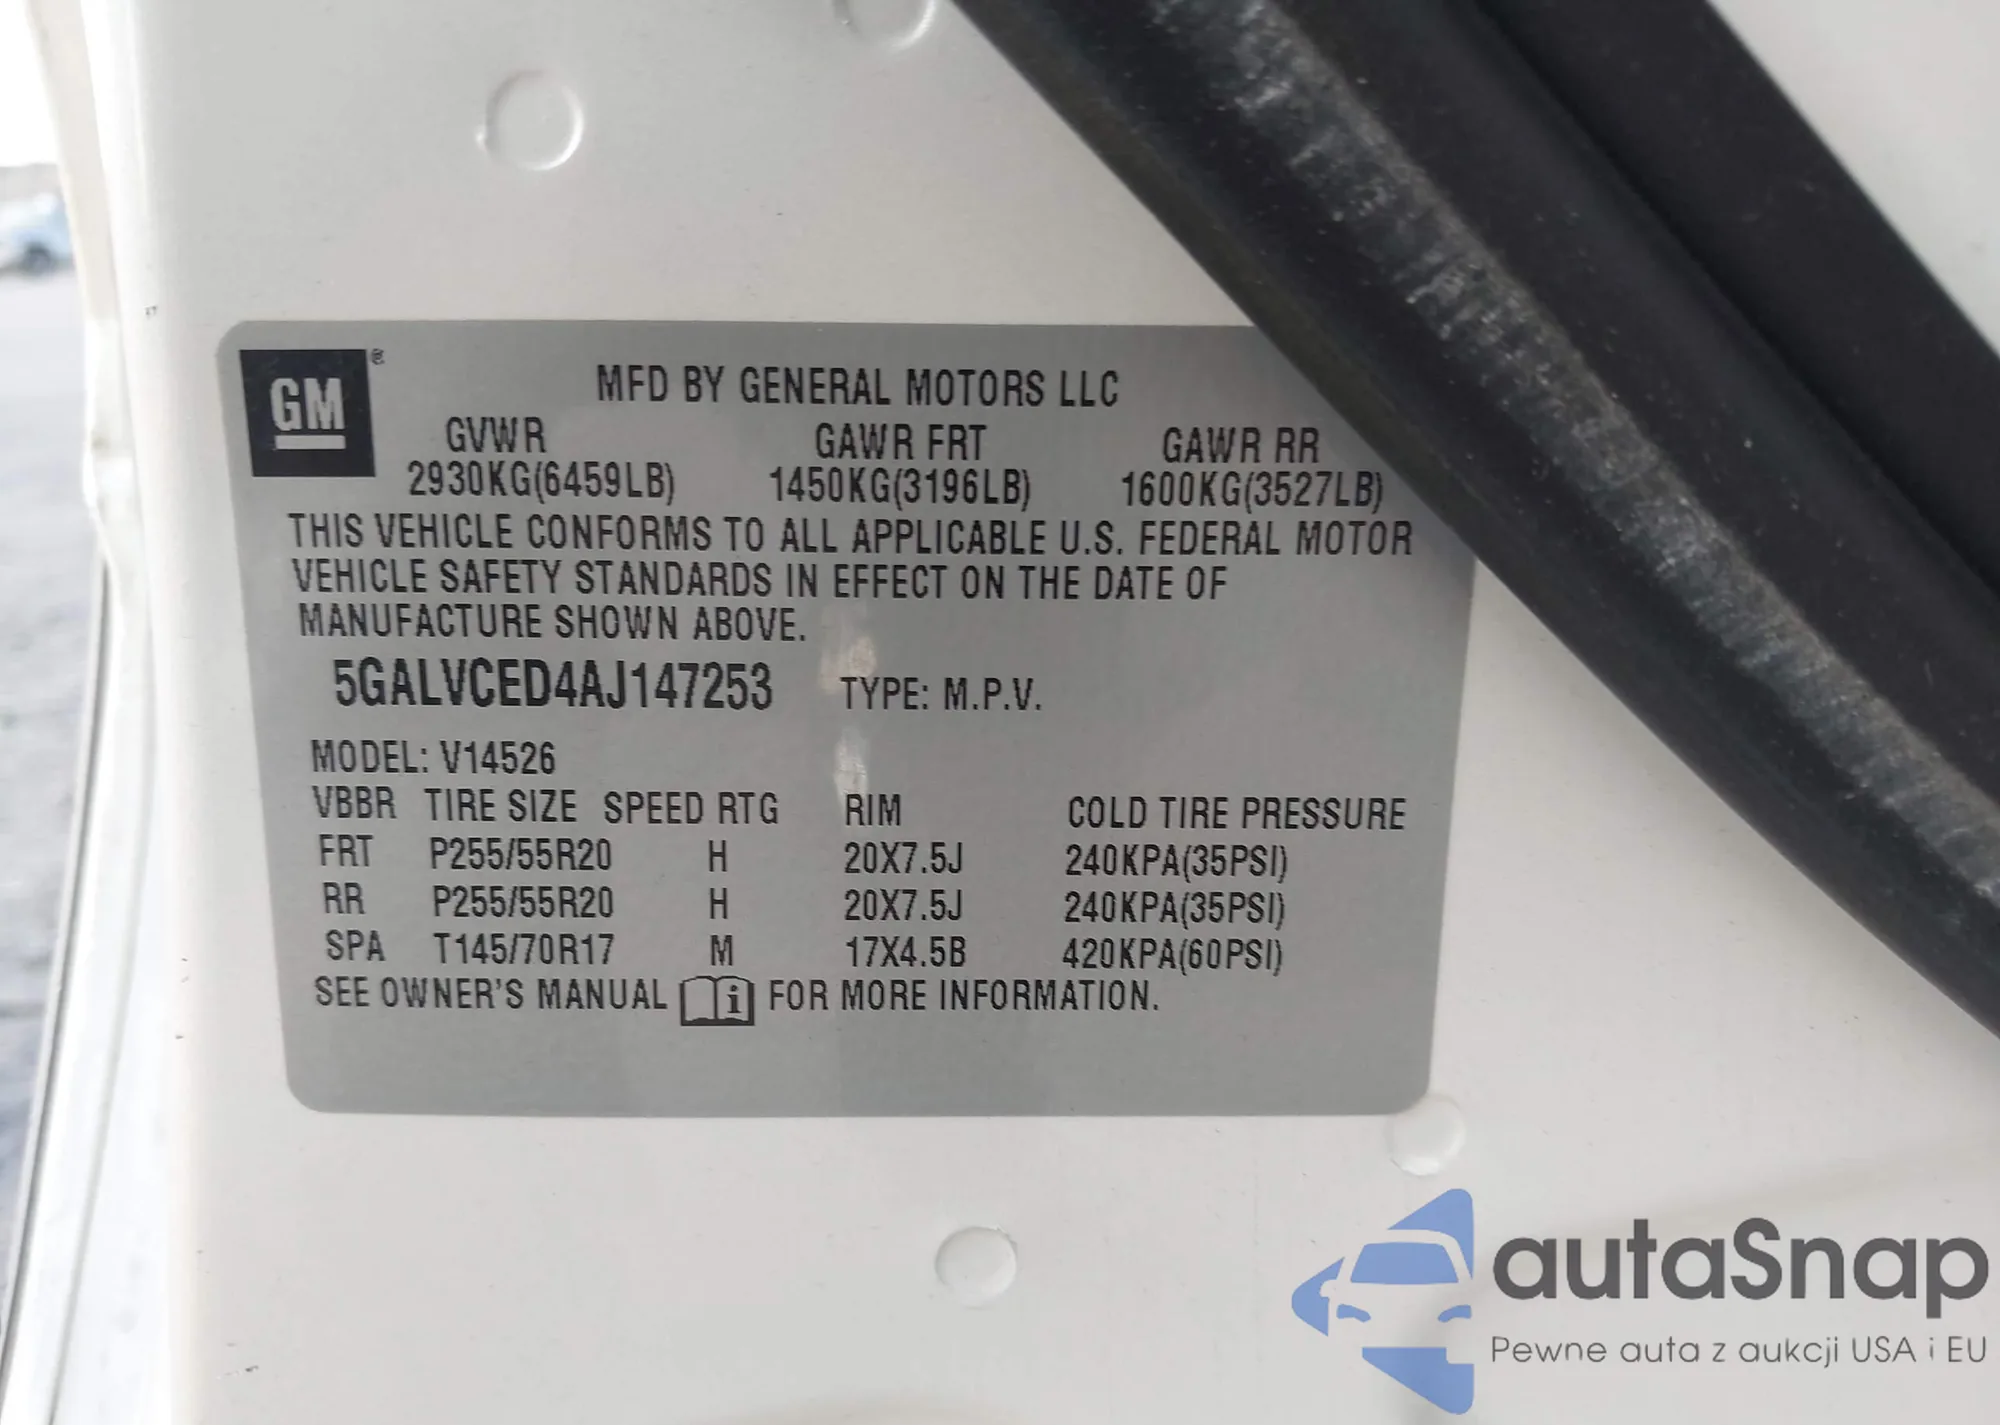 GM®
MFD BY GENERAL MOTORS LLC
GVWR GAWR FRT GAWR RR
2930KG(6459LB) 1450KG(3196LB) 1600KG(3527LB)
THIS VEHICLE CONFORMS TO ALL APPLICABLE U.S. FEDERAL MOTOR
VEHICLE SAFETY STANDARDS IN EFFECT ON THE DATE OF
MANUFACTURE SHOWN ABOVE.
5GALVCED4AJ147253 TYPE: M.P.V.
MODEL: V14526
VBBR TIRE SIZE SPEED RTG RIM COLD TIRE PRESSURE
FRT P255/55R20 H 20X7.5J 240KPA(35PSI)
RR P255/55R20 H 20X7.5J 240KPA(35PSI)
SPA T145/70R17 M 17X4.5B 420KPA(60PSI)
SEE OWNER'S MANUAL i FOR MORE INFORMATION.
autaSnap
Pewne auta z aukcji USA i EU